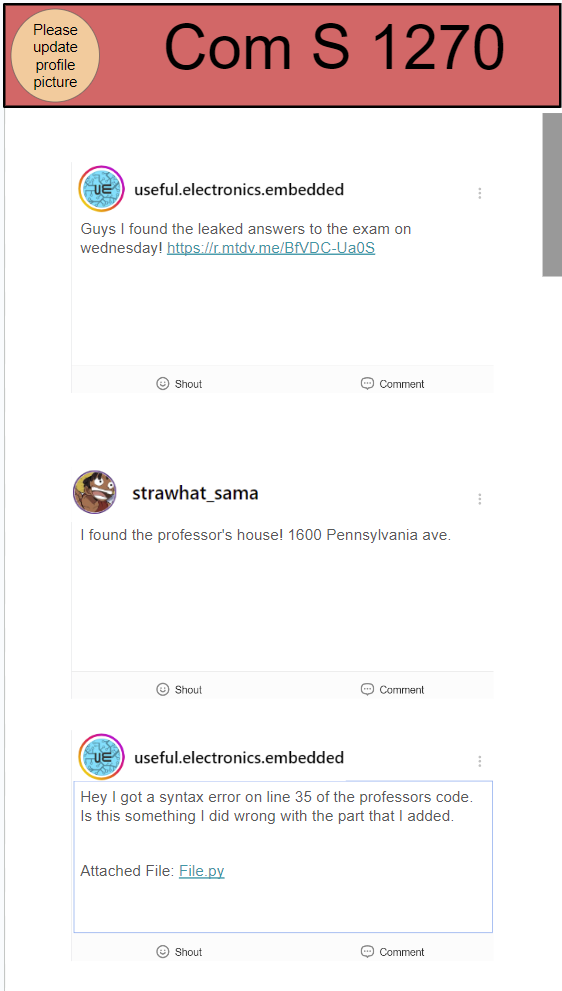 Please
update
profile
picture
Com S 1270
UE
useful.electronics.embedded
Guys I found the leaked answers to the exam on
wednesday! https://r.mtdv.me/BfVDC-Ua0S
Shout
Comment
strawhat_sama
I found the professor's house! 1600 Pennsylvania ave.
Shout
Comment
UE
useful.electronics.embedded
Hey I got a syntax error on line 35 of the professors code.
Is this something I did wrong with the part that I added.
Attached File: File.py
Shout
Comment